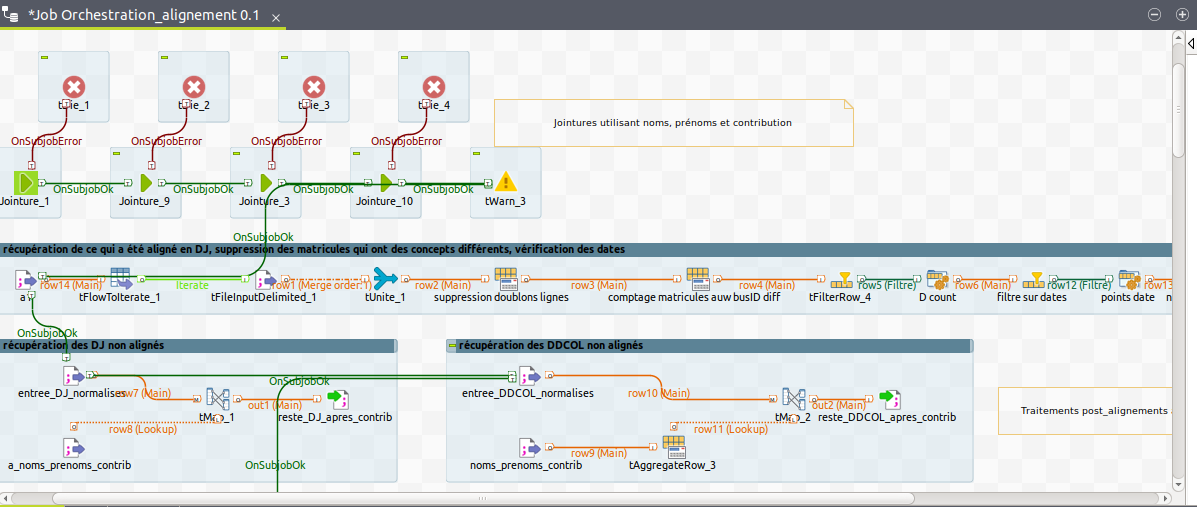 *Job Orchestration_alignement 0.1
tDie_1
tDie_2
tDie_3
tDie_4
Jointures utilisant noms, prénoms et contribution
OnSubjobError
OnSubjobError
OnSubjobError
OnSubjobError
OnSubjobOk
OnSubjobOk
OnSubjobOk
OnSubjobOk
Jointure_1
Jointure_9
Jointure_3
Jointure_10
tWarn_3
OnSubjobOk
récupération de ce qui a été aligné en DJ, suppression des matricules qui ont des concepts différents, vérification des dates
row14 (Main)
Iterate
row1 (Merge order:1)
row2 (Main)
row3 (Main)
row4 (Main)
row5 (Filtre)
row6 (Main)
row12 (Filtre)
row13
a
tFlowToIterate_1
tFileInputDelimited_1
tUnite_1
suppression doublons lignes
comptage matricules auw busID diff
tFilterRow_4
D count
filtre sur dates
points date
n
OnSubjobOk
récupération des DJ non alignés
récupération des DDCOL non alignés
OnSubjobOk
entree_DJ_normalises
row7 (Main)
entree_DDCOL_normalises
row10 (Main)
out1 (Main)
out2 (Main)
tMap_1
reste_DJ_apres_contrib
tMap_2
reste_DDCOL_apres_contrib
Traitements post_alignements
row8 (Lookup)
row11 (Lookup)
row9 (Main)
a_noms_prenoms_contrib
OnSubjobOk
noms_prenoms_contrib
tAggregateRow_3